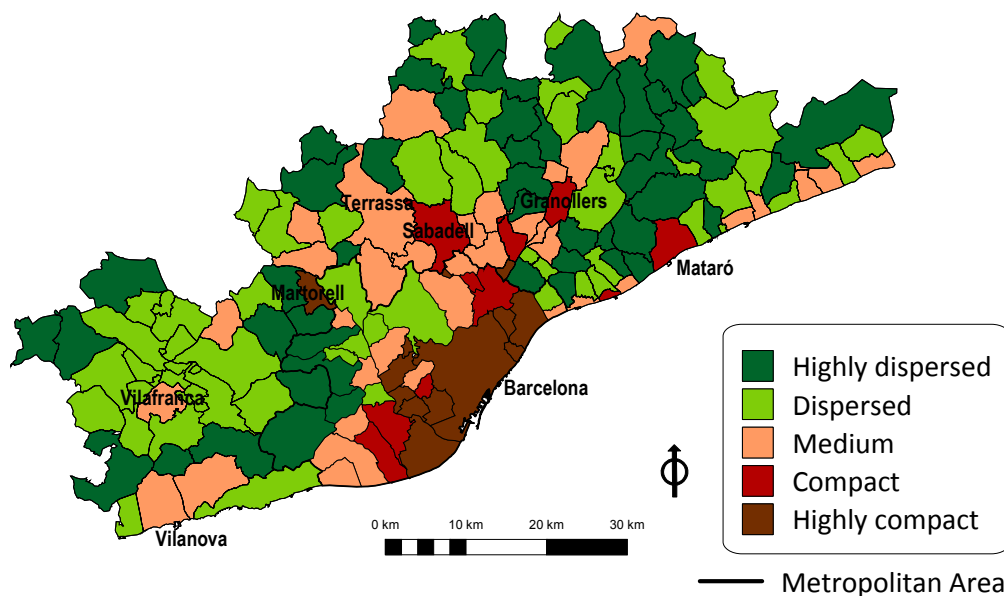 Terrassa
Granollers
Sabadell
Mataró
Martorell
Vilafranca
Barcelona
Vilanova
Highly dispersed
Dispersed
Medium
Compact
Highly compact
0 km 10 km 20 km 30 km
Metropolitan Area